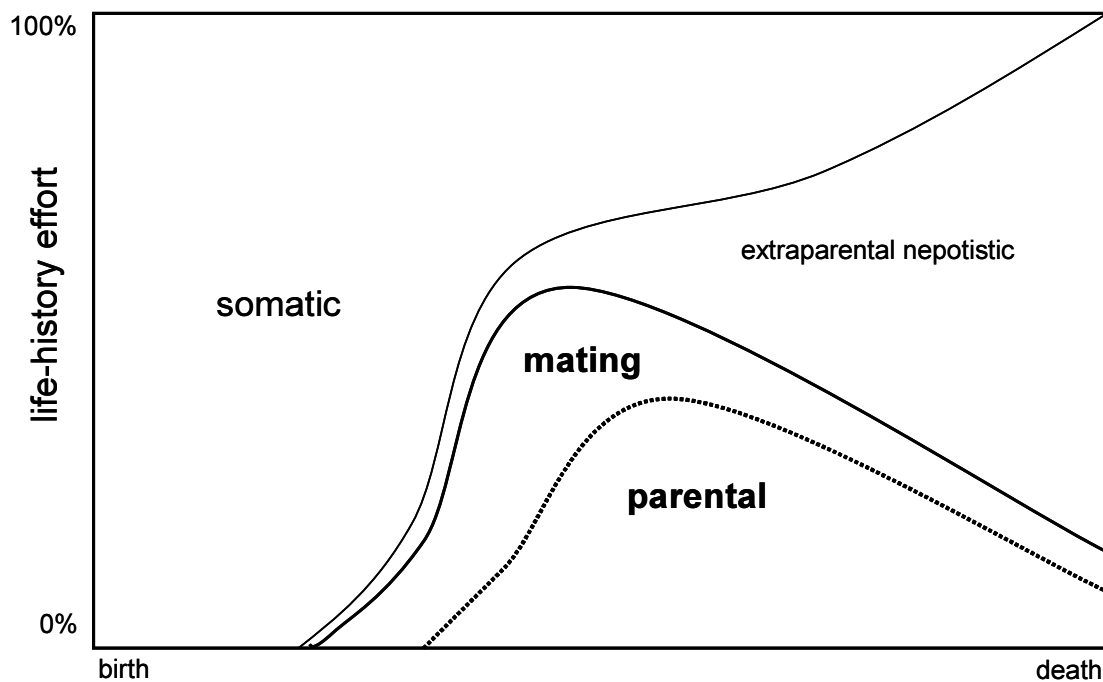 100%
life-history effort
extraparental nepotistic
somatic
mating
parental
0%
birth
death